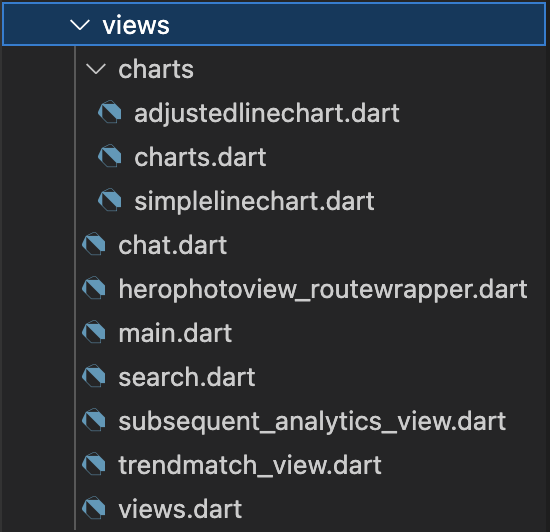 views
charts
adjustedlinechart.dart
charts.dart
simplelinechart.dart
chat.dart
herophotoview_routewrapper.dart
main.dart
search.dart
subsequent_analytics_view.dart
trendmatch_view.dart
views.dart